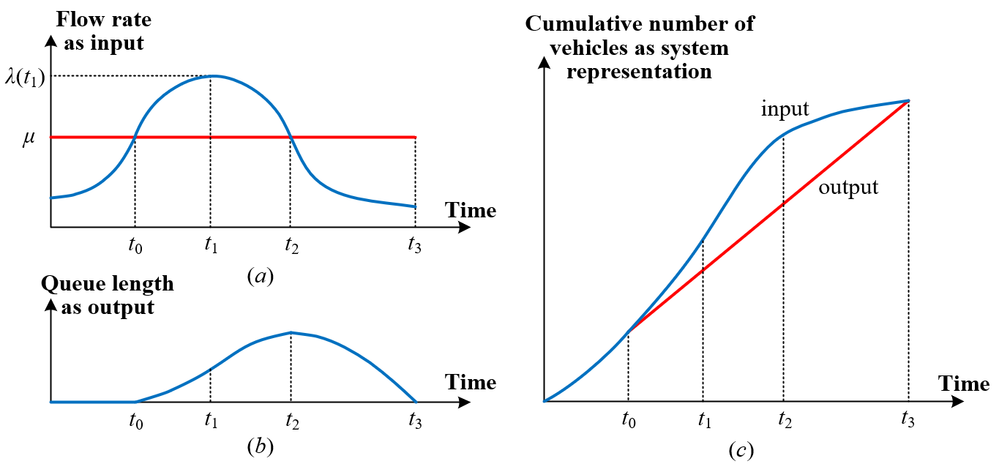 Flow rate
as input
λ(t₁)
μ
Time
t₀ t₁ t₂ t₃
(a)
Queue length
as output
Time
t₀ t₁ t₂ t₃
(b)
Cumulative number of
vehicles as system
representation
input
output
Time
t₀ t₁ t₂ t₃
(c)